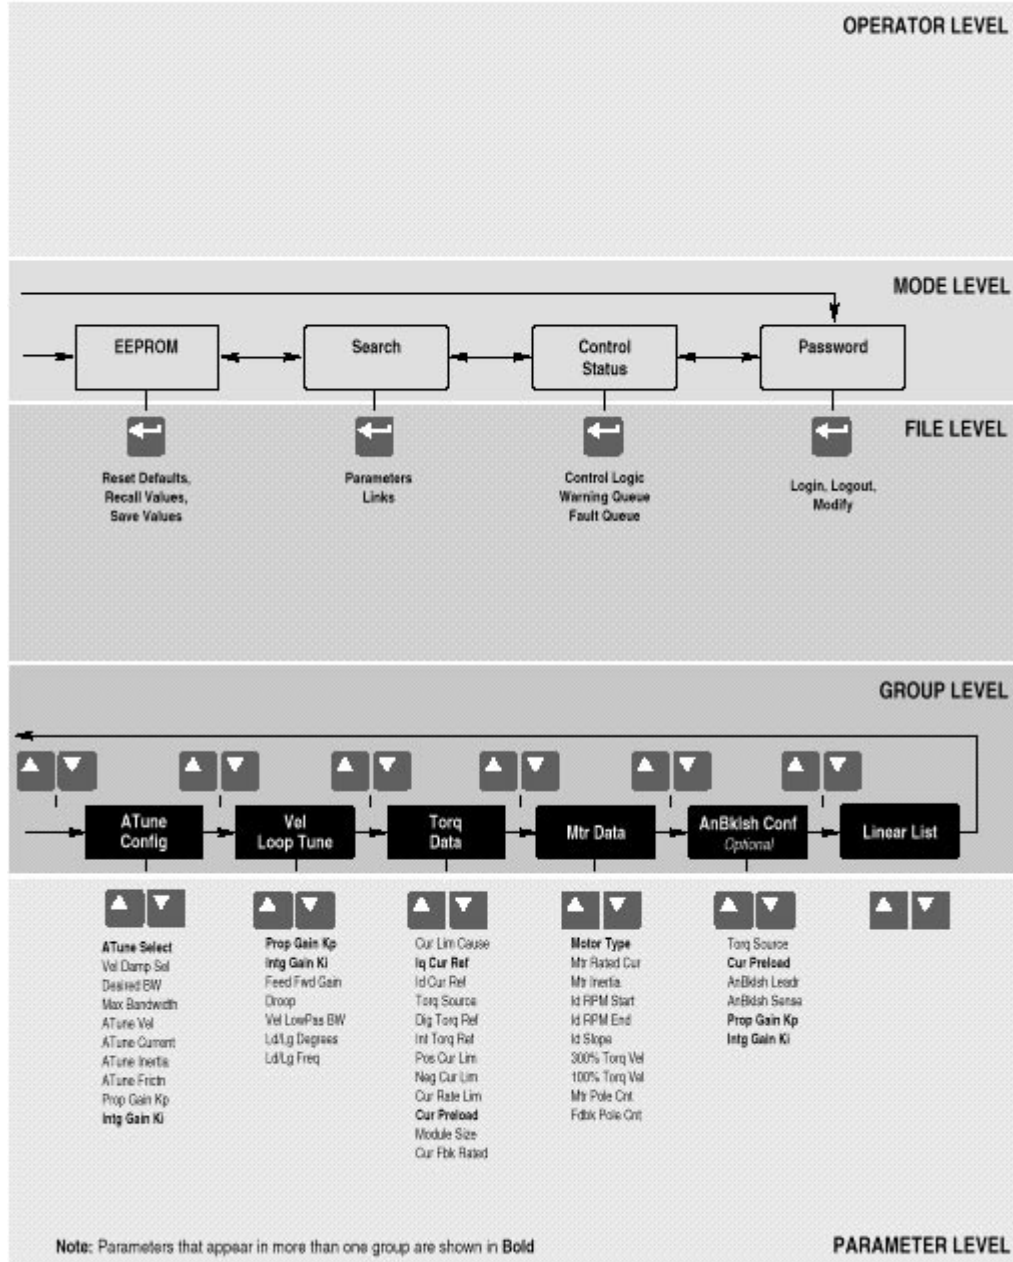 OPERATOR LEVEL
MODE LEVEL
EEPROM
Search
Control
Status
Password
FILE LEVEL
Reset Defaults,
Recall Values,
Save Values
Parameters
Links
Control Logic
Warning Queue
Fault Queue
Login, Logout,
Modify
GROUP LEVEL
ATune
Config
Vel
Loop Tune
Torq
Data
Mtr Data
AnBklsh Conf
Optional
Linear List
ATune Select
Vel Damp Sel
Desired BW
Max Bandwidth
ATune Vel
ATune Current
ATune Inertia
ATune Frictn
Prop Gain Kp
Intg Gain Ki
Prop Gain Kp
Intg Gain Ki
Feed Fwd Gain
Droop
Vel LowPas BW
Ld/Lg Degrees
Ld/Lg Freq
Cur Lim Cause
Iq Cur Ref
Id Cur Ref
Torq Source
Dig Torq Ref
Int Torq Ref
Pos Cur Lim
Neg Cur Lim
Cur Rate Lim
Cur Preload
Module Size
Cur Fbk Rated
Motor Type
Mtr Rated Cur
Mtr Inertia
Id RPM Start
Id RPM End
Id Slope
300% Torq Vel
100% Torq Vel
Mtr Pole Cnt
Fdbk Pole Cnt
Torq Source
Cur Preload
AnBklsh Leadr
AnBklsh Sense
Prop Gain Kp
Intg Gain Ki
Note: Parameters that appear in more than one group are shown in Bold
PARAMETER LEVEL